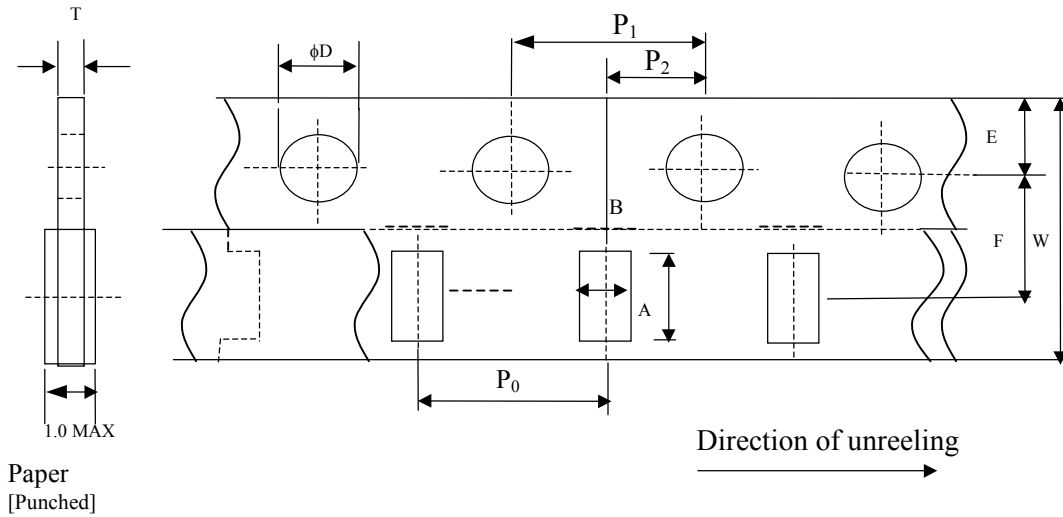 T
ϕD
P₁
P₂
E
B
F
W
A
P₀
1.0 MAX
Direction of unreeling
Paper
[Punched]